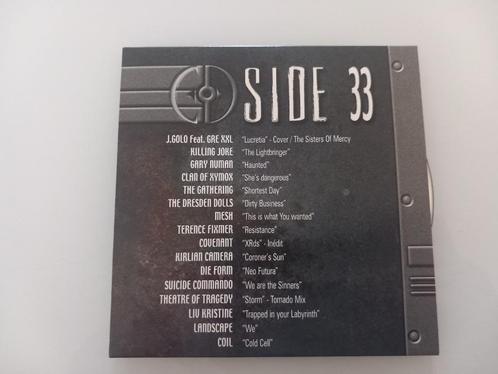 CD SIDE 33
J.GOLO Feat. GRE XXL "Lucretia" - Cover / The Sisters Of Mercy
KILLING JOKE "The Lightbringer"
GARY NUMAN "Haunted"
CLAN OF XYMOX "She's dangerous"
THE GATHERING "Shortest Day"
THE DRESDEN DOLLS "Dirty Business"
MESH "This is what You wanted"
TERENCE FIXMER "Resistance"
COVENANT "XRds" - Inédit
KIRLIAN CAMERA "Coroner's Sun"
DIE FORM "Neo Futura"
SUICIDE COMMANDO "We are the Sinners"
THEATRE OF TRAGEDY "Storm" - Tornado Mix
LIV KRISTINE "Trapped in your Labyrinth"
LANDSCAPE "We"
COIL "Cold Cell"